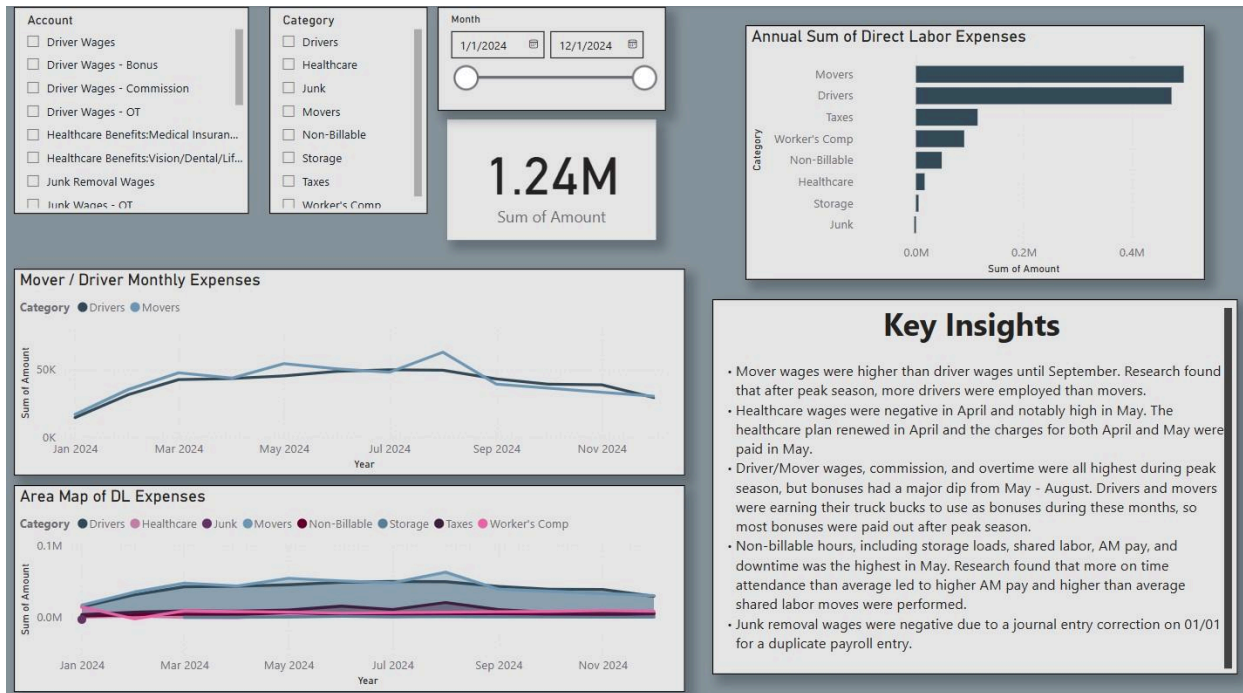 Account
Driver Wages
Driver Wages - Bonus
Driver Wages - Commission
Driver Wages - OT
Healthcare Benefits:Medical Insuran...
Healthcare Benefits:Vision/Dental/Lif...
Junk Removal Wages
Junk Wages - OT
Category
Drivers
Healthcare
Junk
Movers
Non-Billable
Storage
Taxes
Worker's Comp
Month
1/1/2024
12/1/2024
1.24M
Sum of Amount
Annual Sum of Direct Labor Expenses
Category
Movers
Drivers
Taxes
Worker's Comp
Non-Billable
Healthcare
Storage
Junk
0.0M 0.2M 0.4M
Sum of Amount
Mover / Driver Monthly Expenses
Category Drivers Movers
Sum of Amount
50K
0K
Jan 2024 Mar 2024 May 2024 Jul 2024 Sep 2024 Nov 2024
Year
Area Map of DL Expenses
Category Drivers Healthcare Junk Movers Non-Billable Storage Taxes Worker's Comp
Sum of Amount
0.1M
0.0M
Jan 2024 Mar 2024 May 2024 Jul 2024 Sep 2024 Nov 2024
Year
Key Insights
• Mover wages were higher than driver wages until September. Research found
that after peak season, more drivers were employed than movers.
• Healthcare wages were negative in April and notably high in May. The
healthcare plan renewed in April and the charges for both April and May were
paid in May.
• Driver/Mover wages, commission, and overtime were all highest during peak
season, but bonuses had a major dip from May - August. Drivers and movers
were earning their truck bucks to use as bonuses during these months, so
most bonuses were paid out after peak season.
• Non-billable hours, including storage loads, shared labor, AM pay, and
downtime was the highest in May. Research found that more on time
attendance than average led to higher AM pay and higher than average
shared labor moves were performed.
• Junk removal wages were negative due to a journal entry correction on 01/01
for a duplicate payroll entry.